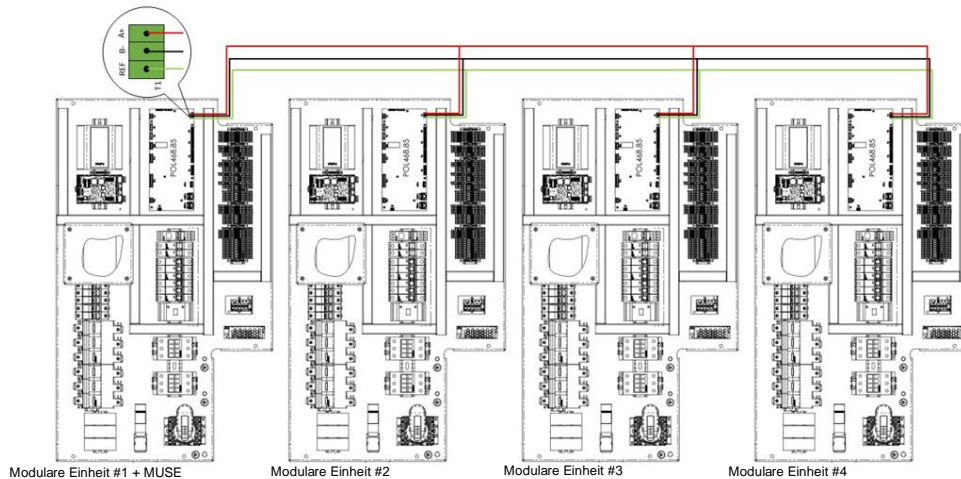 A+
B-
REF
T1
POL468.85
POL468.85
POL468.85
POL468.85
Modulare Einheit #1 + MUSE
Modulare Einheit #2
Modulare Einheit #3
Modulare Einheit #4